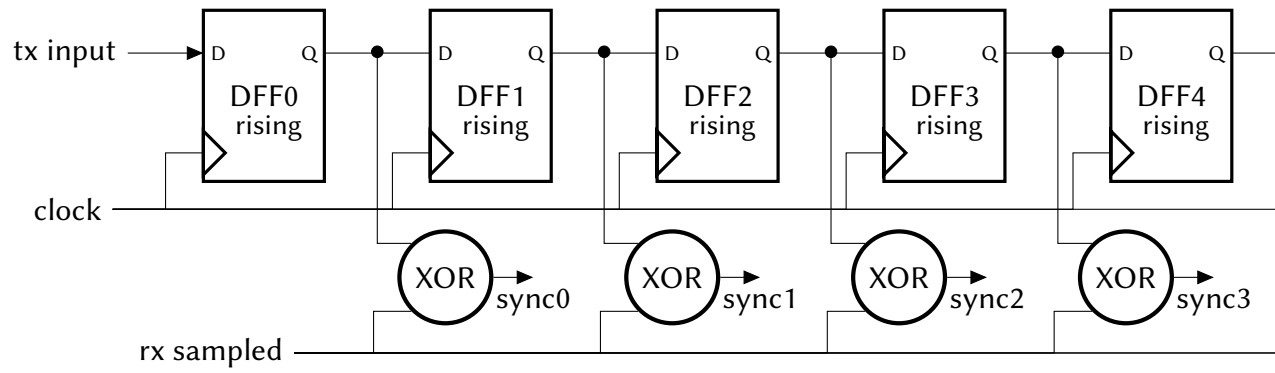 tx input
D Q D Q D Q D Q D Q
DFF0 DFF1 DFF2 DFF3 DFF4
rising rising rising rising rising
clock
XOR XOR XOR XOR
sync0 sync1 sync2 sync3
rx sampled